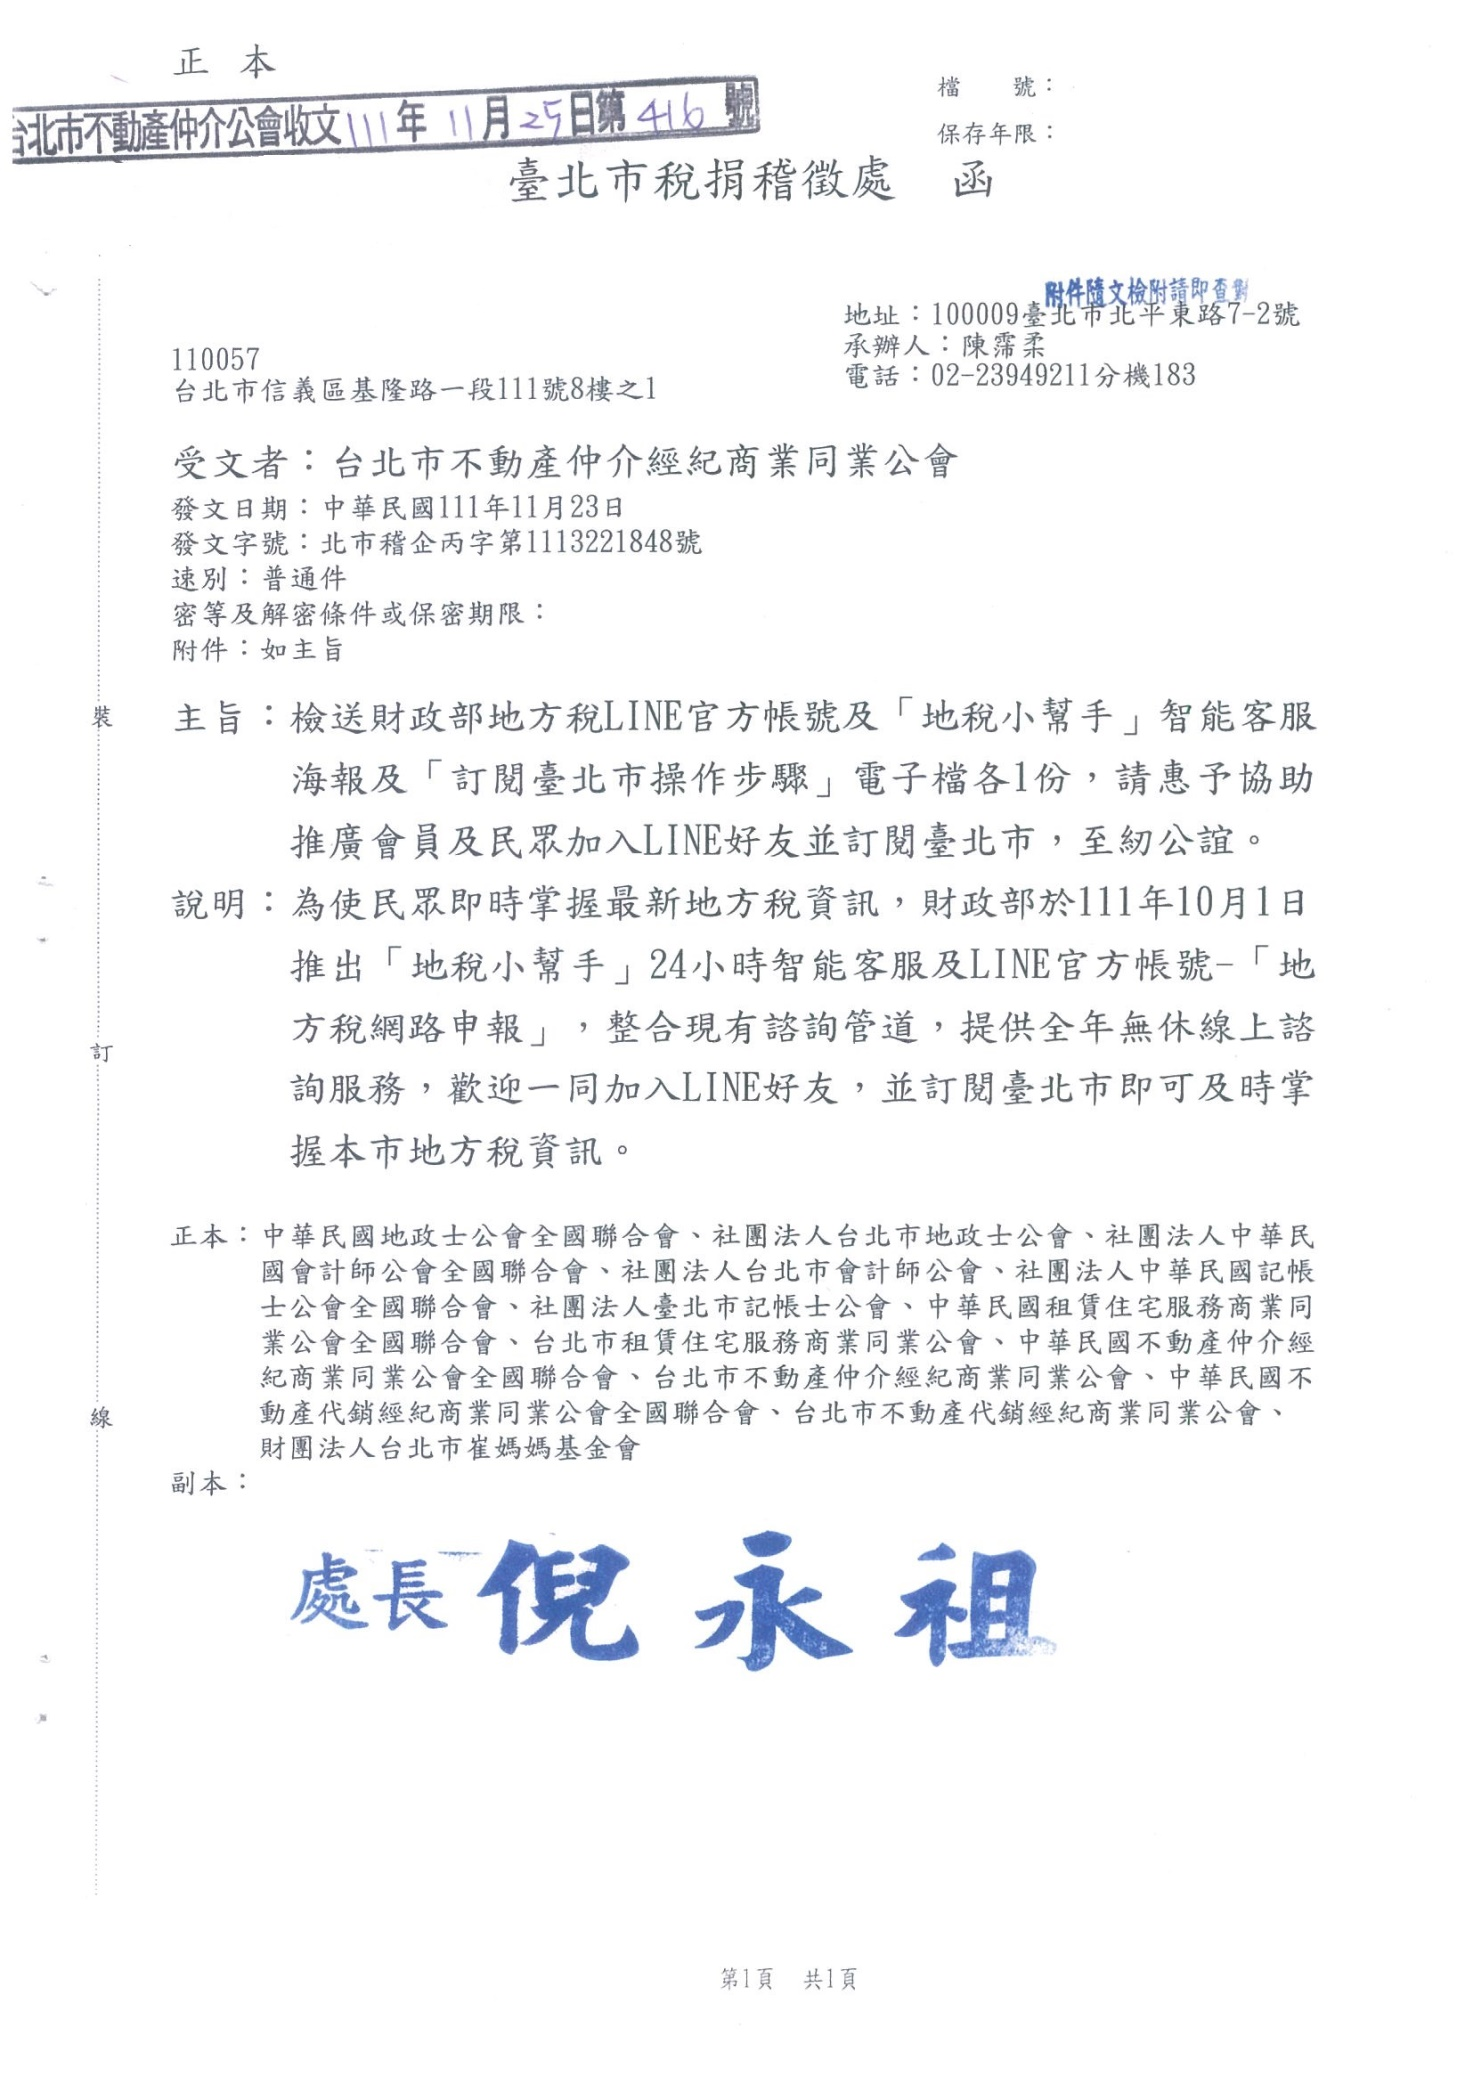 正本
檔　　號：
保存年限：
台北市不動產仲介公會收文111年11月25日第416號
臺北市稅捐稽徵處　函
附件隨文檢附請即查對
地址：100009臺北市北平東路7-2號
承辦人：陳霈柔
電話：02-23949211分機183
110057
台北市信義區基隆路一段111號8樓之1
受文者：台北市不動產仲介經紀商業同業公會
發文日期：中華民國111年11月23日
發文字號：北市稽企丙字第1113221848號
速別：普通件
密等及解密條件或保密期限：
附件：如主旨
主旨：檢送財政部地方稅LINE官方帳號及「地稅小幫手」智能客服
海報及「訂閱臺北市操作步驟」電子檔各1份，請惠予協助
推廣會員及民眾加入LINE好友並訂閱臺北市，至紉公誼。
說明：為使民眾即時掌握最新地方稅資訊，財政部於111年10月1日
推出「地稅小幫手」24小時智能客服及LINE官方帳號-「地
方稅網路申報」，整合現有諮詢管道，提供全年無休線上諮
詢服務，歡迎一同加入LINE好友，並訂閱臺北市即可及時掌
握本市地方稅資訊。
正本：中華民國地政士公會全國聯合會、社團法人台北市地政士公會、社團法人中華民
國會計師公會全國聯合會、社團法人台北市會計師公會、社團法人中華民國記帳
士公會全國聯合會、社團法人臺北市記帳士公會、中華民國租賃住宅服務商業同
業公會全國聯合會、台北市租賃住宅服務商業同業公會、中華民國不動產仲介經
紀商業同業公會全國聯合會、台北市不動產仲介經紀商業同業公會、中華民國不
動產代銷經紀商業同業公會全國聯合會、台北市不動產代銷經紀商業同業公會、
財團法人台北市崔媽媽基金會
副本：
處長 倪永祖
裝
訂
線
第1頁　共1頁